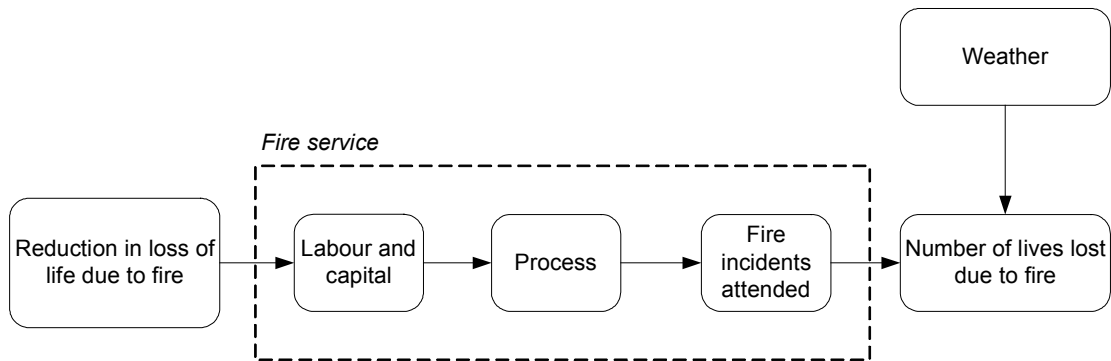 Weather
Fire service
Reduction in loss of
life due to fire
Labour and
capital
Process
Fire
incidents
attended
Number of lives lost
due to fire